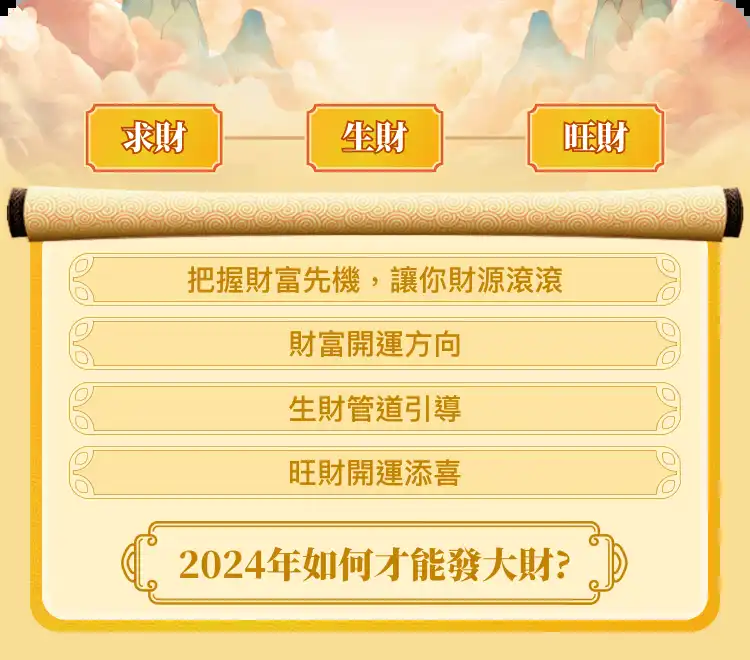 求財 生財 旺財
把握財富先機，讓你財源滾滾
財富開運方向
生財管道引導
旺財開運添喜
2024年如何才能發大財?